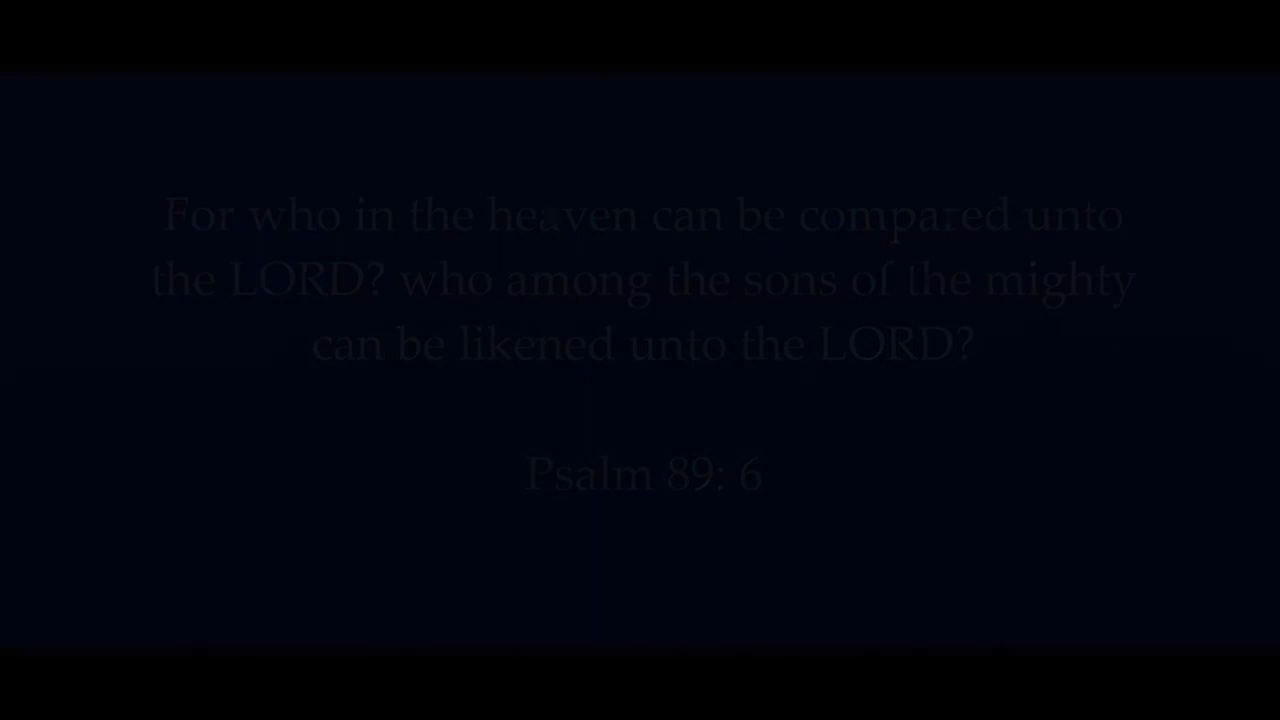 For who in the heaven can be compared unto
the LORD? who among the sons of the mighty
can be likened unto the LORD?
Psalm 89: 6